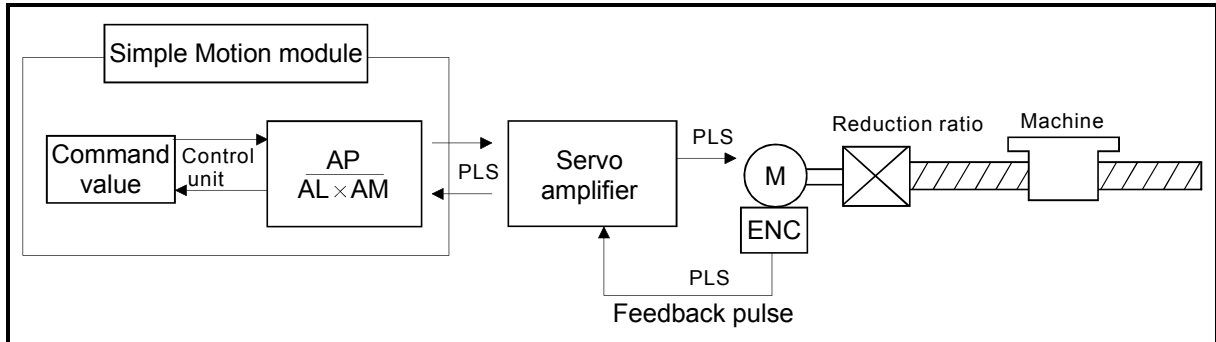 Simple Motion module
Command
value
Control
unit
AP
AL × AM
PLS
Servo
amplifier
PLS
M
ENC
PLS
Feedback pulse
Reduction ratio
Machine